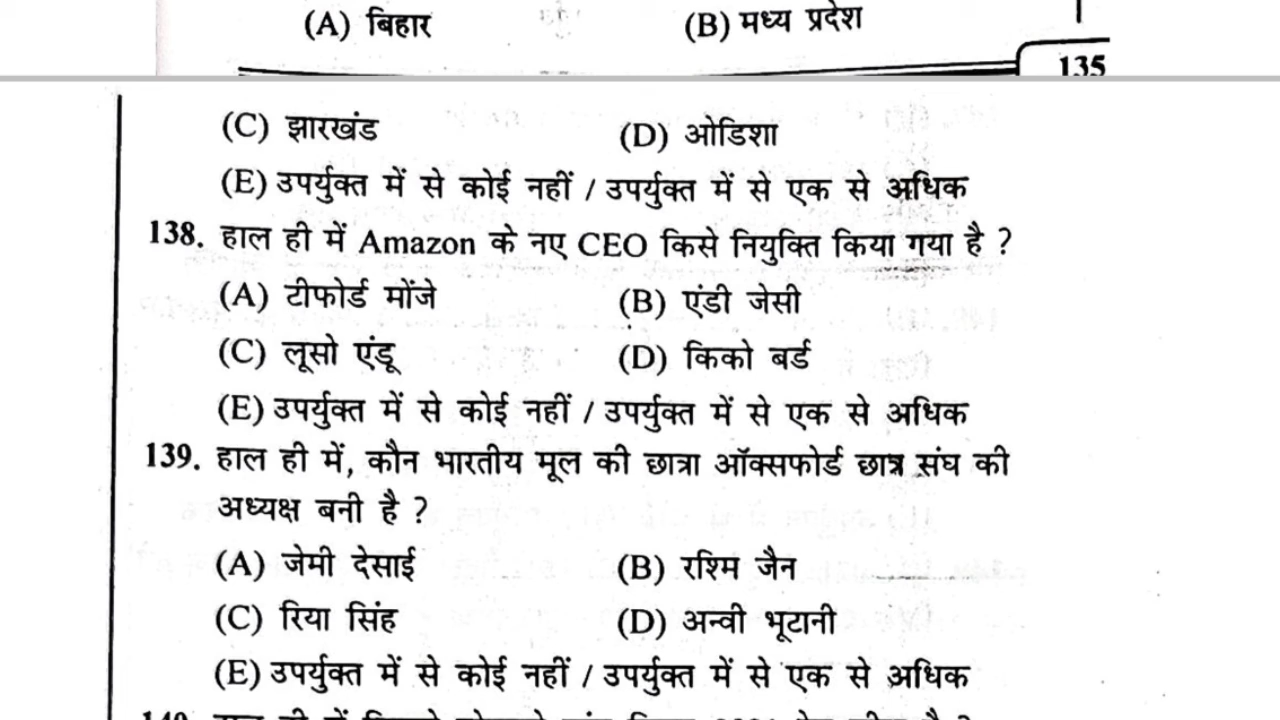 (A) बिहार (B) मध्य प्रदेश
135
(C) झारखंड (D) ओडिशा
(E) उपर्युक्त में से कोई नहीं / उपर्युक्त में से एक से अधिक
138. हाल ही में Amazon के नए CEO किसे नियुक्ति किया गया है ?
(A) टीफोर्ड मोंजे (B) एंडी जेसी
(C) लूसो एंडू (D) किको बर्ड
(E) उपर्युक्त में से कोई नहीं / उपर्युक्त में से एक से अधिक
139. हाल ही में, कौन भारतीय मूल की छात्रा ऑक्सफोर्ड छात्र संघ की
अध्यक्ष बनी है ?
(A) जेमी देसाई (B) रश्मि जैन
(C) रिया सिंह (D) अन्वी भूटानी
(E) उपर्युक्त में से कोई नहीं / उपर्युक्त में से एक से अधिक